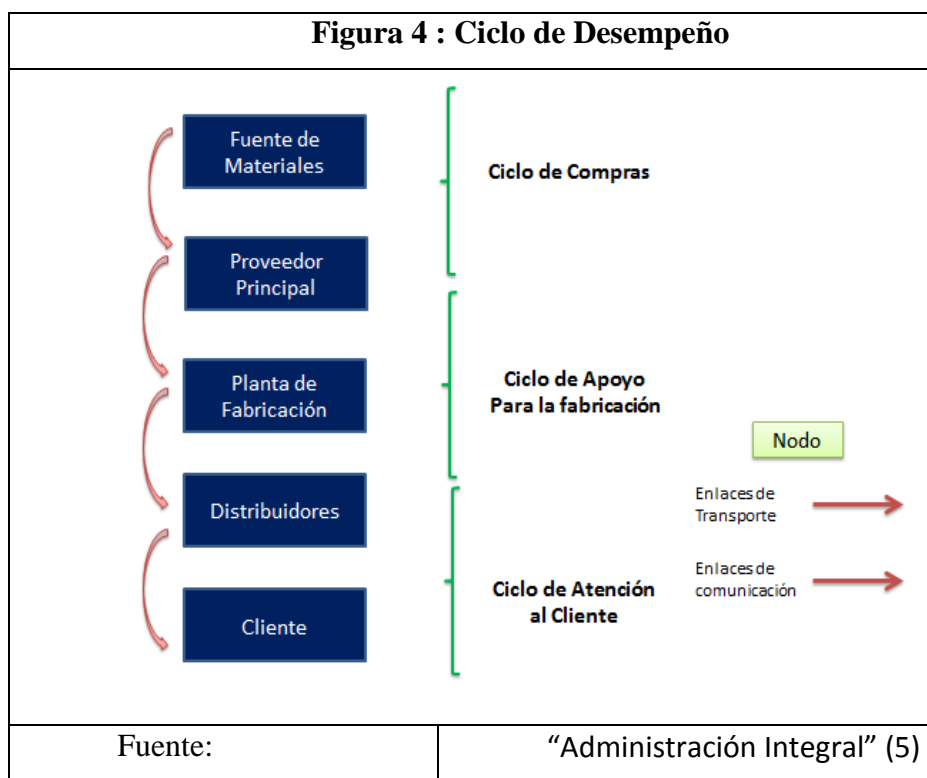 Figura 4 : Ciclo de Desempeño
Fuente de
Materiales
Ciclo de Compras
Proveedor
Principal
Planta de
Fabricación
Ciclo de Apoyo
Para la fabricación
Nodo
Distribuidores
Enlaces de
Transporte
Enlaces de
comunicación
Ciclo de Atención
al Cliente
Cliente
Fuente:
“Administración Integral” (5)